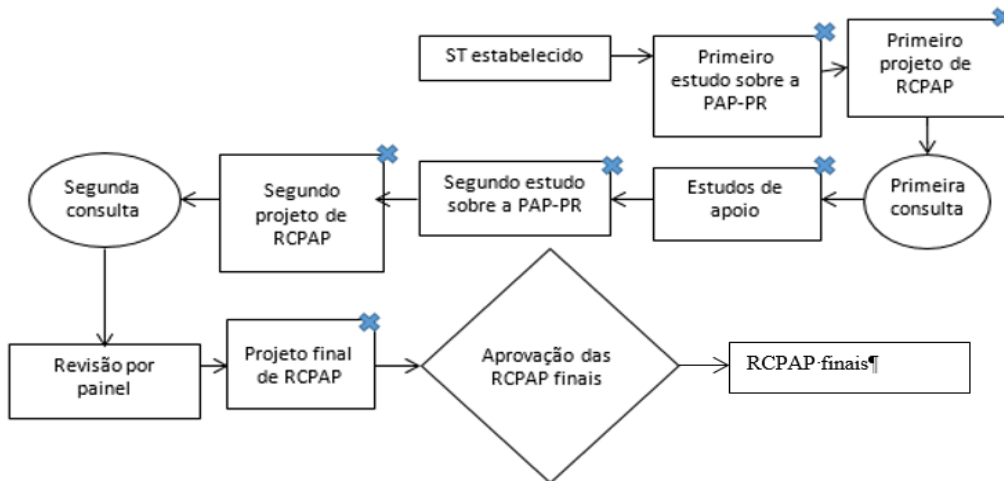 ST estabelecido
Primeiro
estudo sobre a
PAP-PR
Primeiro
projeto de
RCPAP
Primeira
consulta
Estudos de
apoio
Segundo estudo
sobre a PAP-PR
Segundo
projeto de
RCPAP
Segunda
consulta
Revisão por
painel
Projeto final
de RCPAP
Aprovação das
RCPAP finais
RCPAP·finais¶